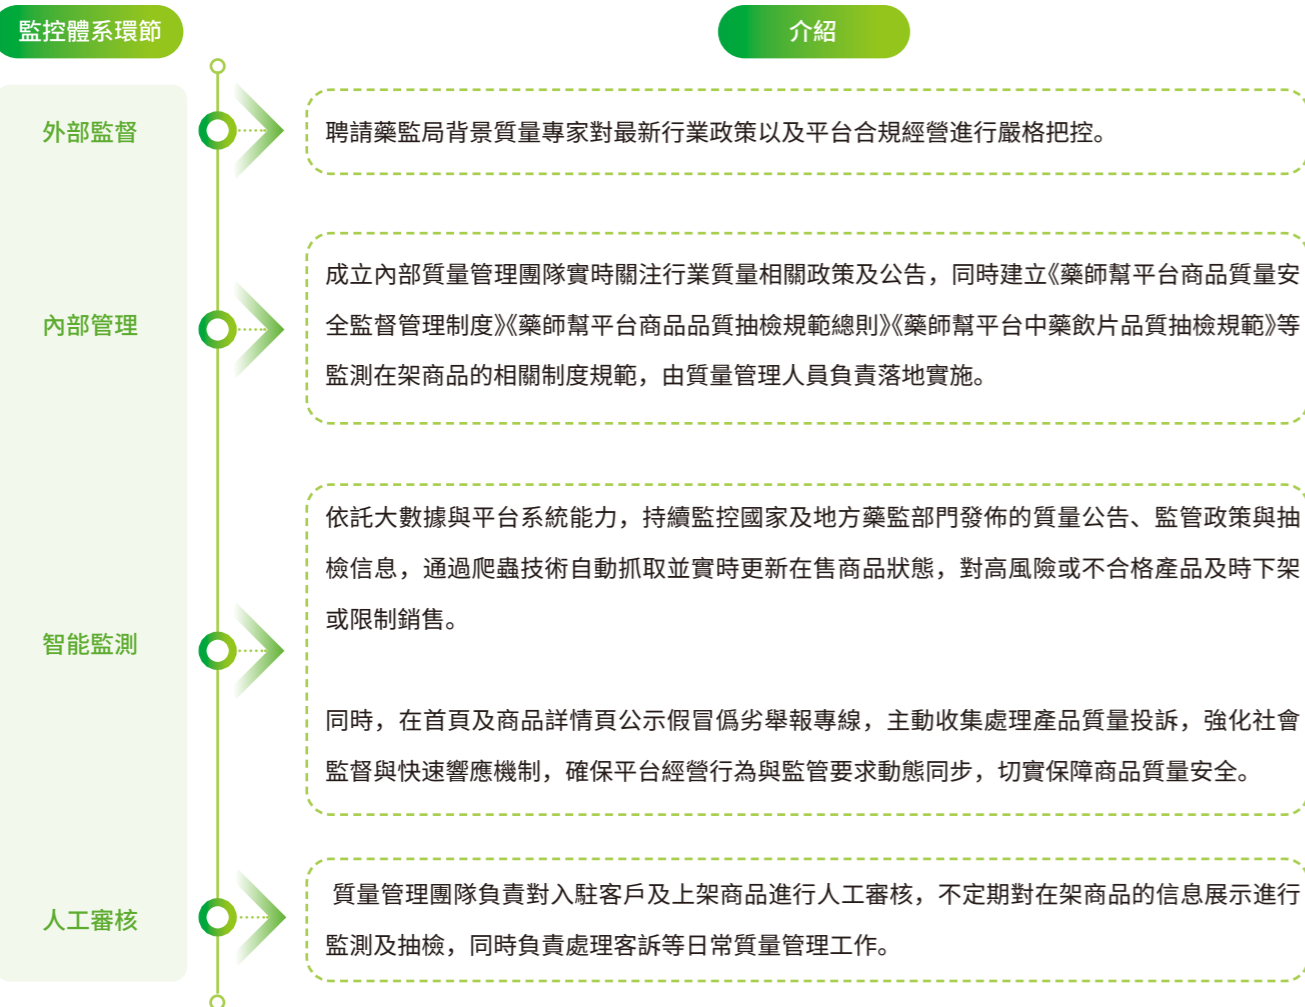 監控體系環節
介紹
外部監督
聘請藥監局背景質量專家對最新行業政策以及平台合規經營進行嚴格把控。
內部管理
成立內部質量管理團隊實時關注行業質量相關政策及公告，同時建立《藥師幫平台商品質量安
全監督管理制度》《藥師幫平台商品品質抽檢規範總則》《藥師幫平台中藥飲片品質抽檢規範》等
監測在架商品的相關制度規範，由質量管理人員負責落地實施。
智能監測
依託大數據與平台系統能力，持續監控國家及地方藥監部門發佈的質量公告、監管政策與抽
檢信息，通過爬蟲技術自動抓取並實時更新在售商品狀態，對高風險或不合格產品及時下架
或限制銷售。
同時，在首頁及商品詳情頁公示假冒偽劣舉報專線，主動收集處理產品質量投訴，強化社會
監督與快速響應機制，確保平台經營行為與監管要求動態同步，切實保障商品質量安全。
人工審核
質量管理團隊負責對入駐客戶及上架商品進行人工審核，不定期對在架商品的信息展示進行
監測及抽檢，同時負責處理客訴等日常質量管理工作。